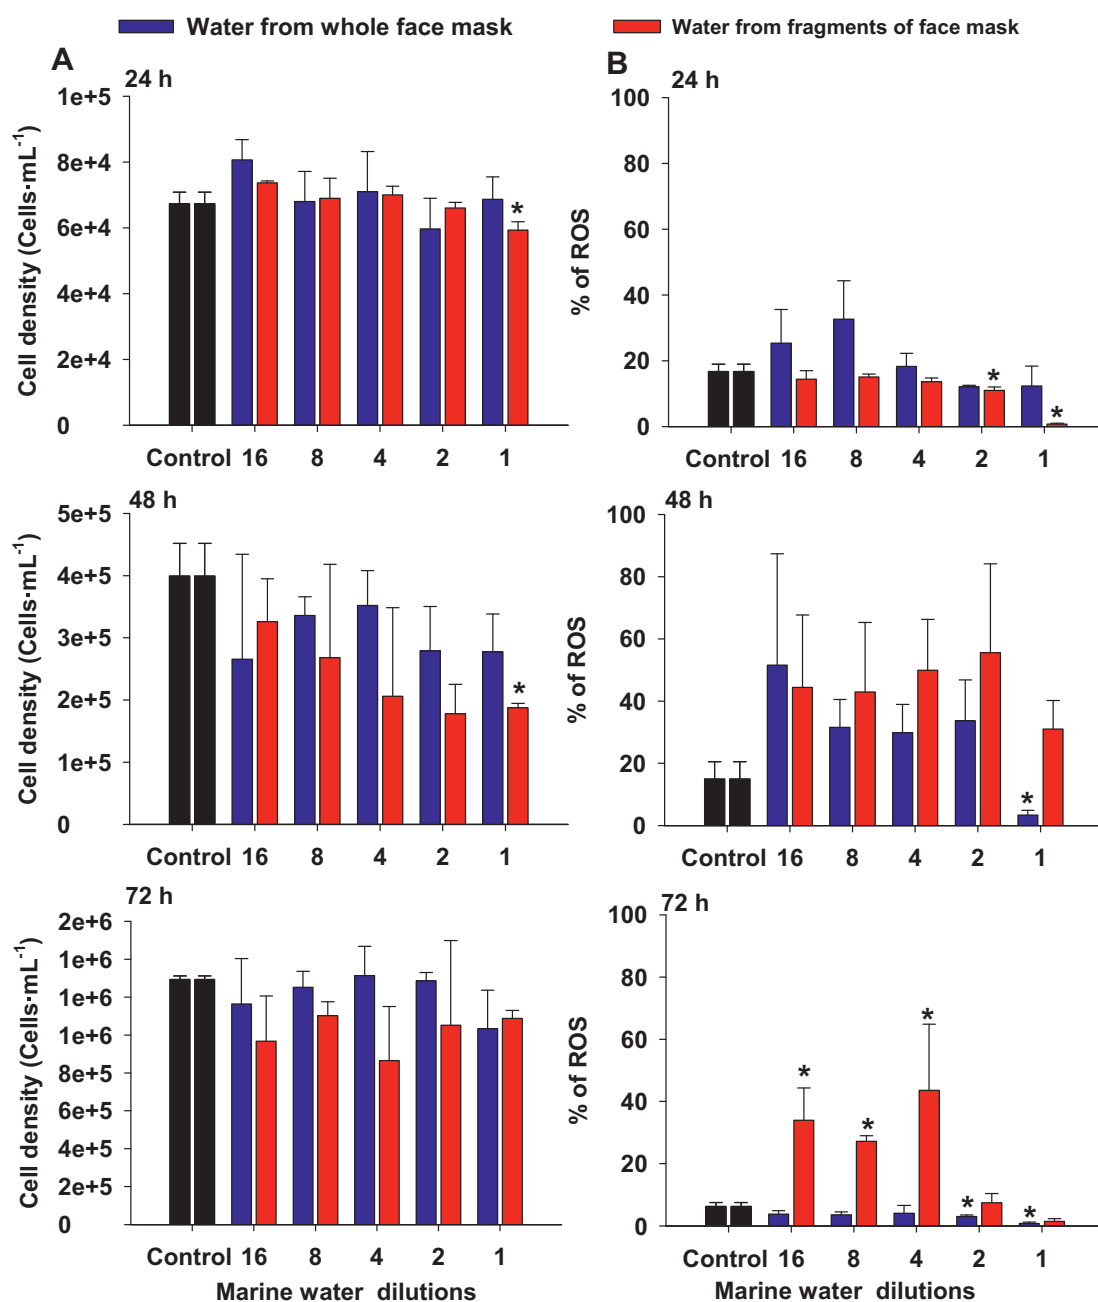 Water from whole face mask
Water from fragments of face mask
A
24 h
1e+5
8e+4
6e+4
4e+4
2e+4
0
Cell density (Cells·mL⁻¹)
*
Control 16 8 4 2 1
B
24 h
100
80
60
40
20
0
% of ROS
* *
Control 16 8 4 2 1
48 h
5e+5
4e+5
3e+5
2e+5
1e+5
0
Cell density (Cells·mL⁻¹)
*
Control 16 8 4 2 1
48 h
100
80
60
40
20
0
% of ROS
*
Control 16 8 4 2 1
72 h
2e+6
1e+6
1e+6
1e+6
8e+5
6e+5
4e+5
2e+5
0
Cell density (Cells·mL⁻¹)
Control 16 8 4 2 1
Marine water dilutions
72 h
100
80
60
40
20
0
% of ROS
* * * * *
Control 16 8 4 2 1
Marine water dilutions